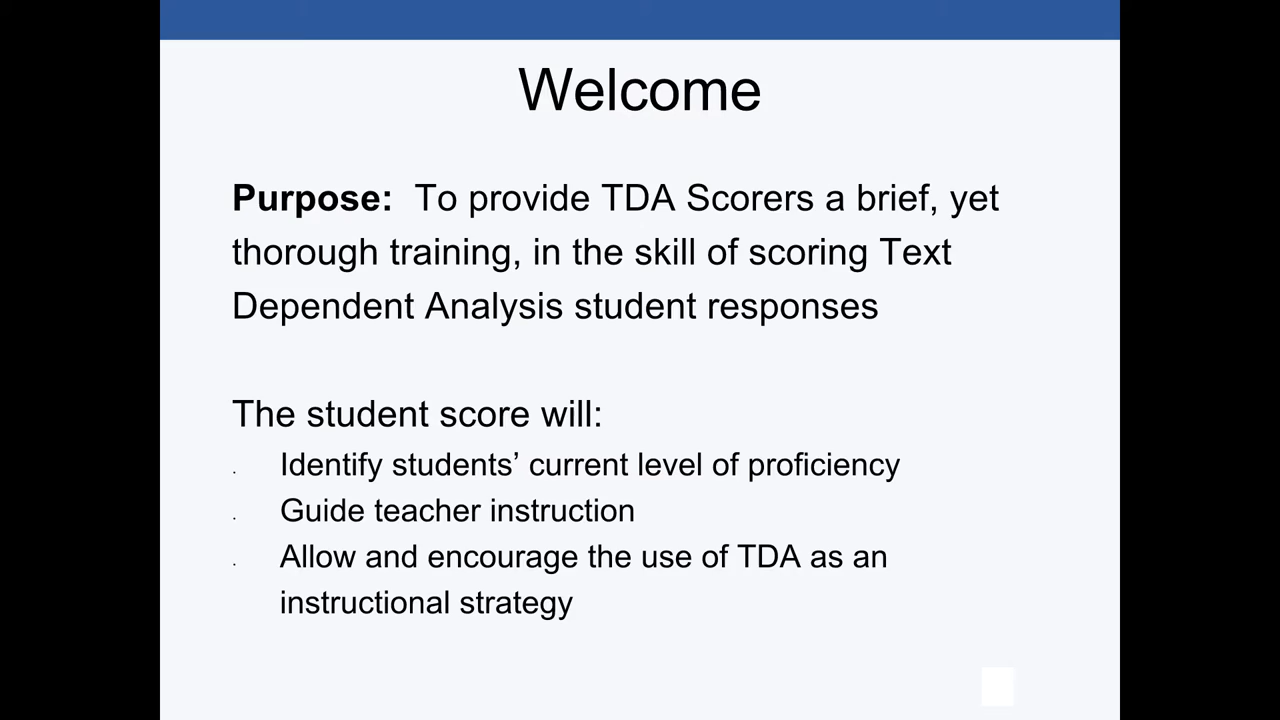 Welcome
Purpose: To provide TDA Scorers a brief, yet
thorough training, in the skill of scoring Text
Dependent Analysis student responses
The student score will:
· Identify students’ current level of proficiency
· Guide teacher instruction
· Allow and encourage the use of TDA as an
instructional strategy